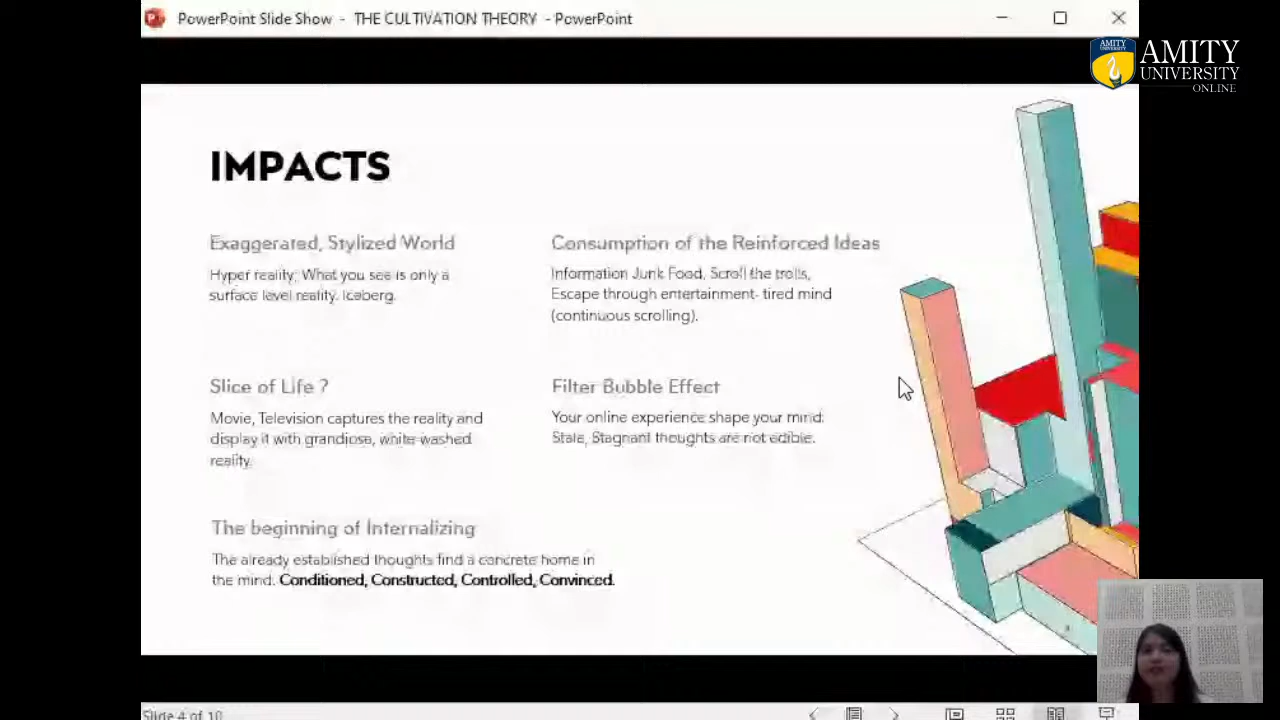 PowerPoint Slide Show - THE CULTIVATION THEORY - PowerPoint
AMITY
AMITY
UNIVERSITY
UNIVERSITY
ONLINE
IMPACTS
Exaggerated, Stylized World
Hyper reality; What you see is only a
surface level reality. Iceberg.
Consumption of the Reinforced Ideas
Information Junk Food, Scroll the trolls,
Escape through entertainment- tired mind
(continuous scrolling).
Slice of Life ?
Movie, Television captures the reality and
display it with grandiose, white-washed
reality.
Filter Bubble Effect
Your online experience shape your mind:
Stale, Stagnant thoughts are not edible.
The beginning of Internalizing
The already established thoughts find a concrete home in
the mind. Conditioned, Constructed, Controlled, Convinced.
Slide 4 of 10